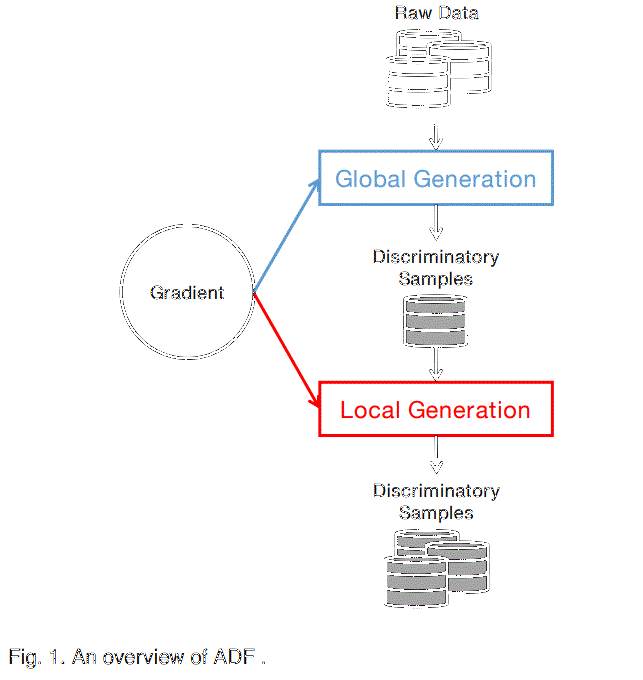 Raw Data
Global Generation
Discriminatory
Samples
Gradient
Local Generation
Discriminatory
Samples
Fig. 1. An overview of ADF .